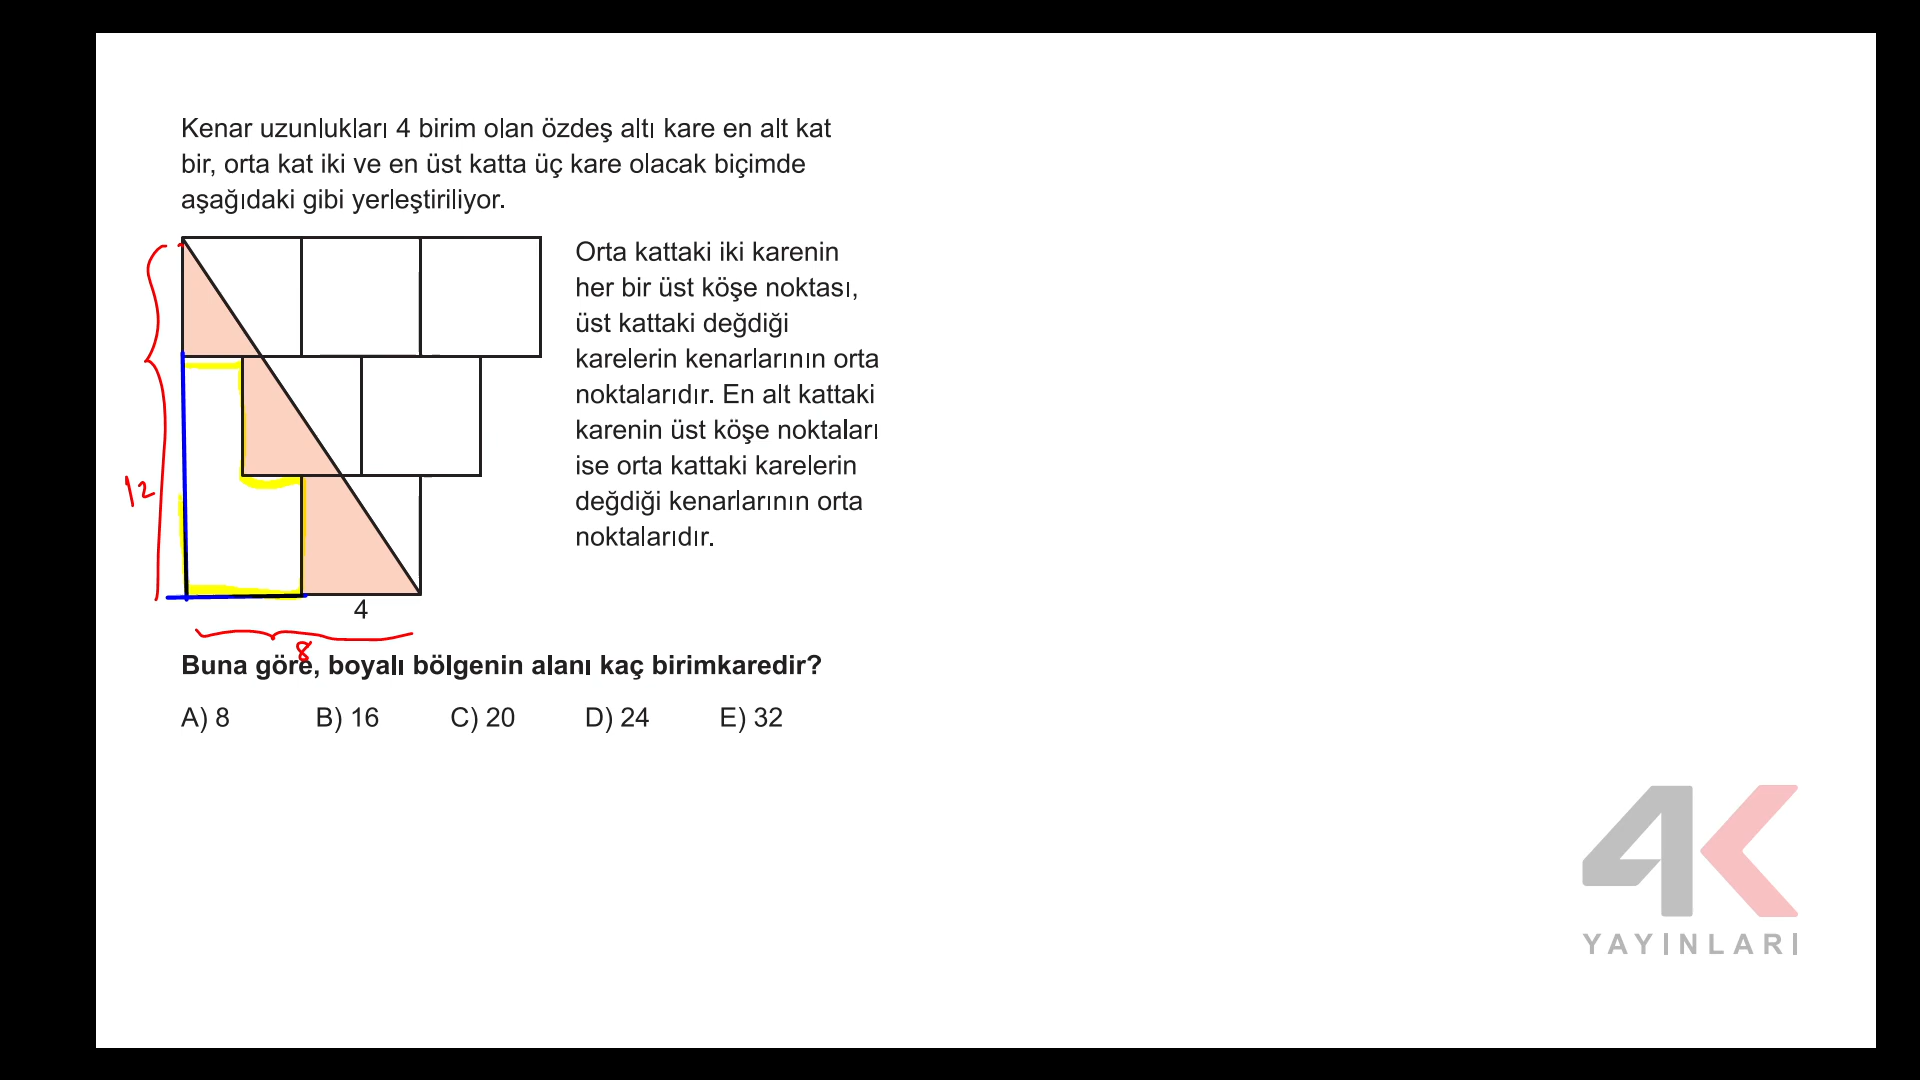 Kenar uzunlukları 4 birim olan özdeş altı kare en alt kat
bir, orta kat iki ve en üst katta üç kare olacak biçimde
aşağıdaki gibi yerleştiriliyor.
Orta kattaki iki karenin
her bir üst köşe noktası,
üst kattaki değdiği
karelerin kenarlarının orta
noktalarıdır. En alt kattaki
karenin üst köşe noktaları
ise orta kattaki karelerin
değdiği kenarlarının orta
noktalarıdır.
12
4
8
Buna göre, boyalı bölgenin alanı kaç birimkaredir?
A) 8 B) 16 C) 20 D) 24 E) 32
4K
YAYINLARI